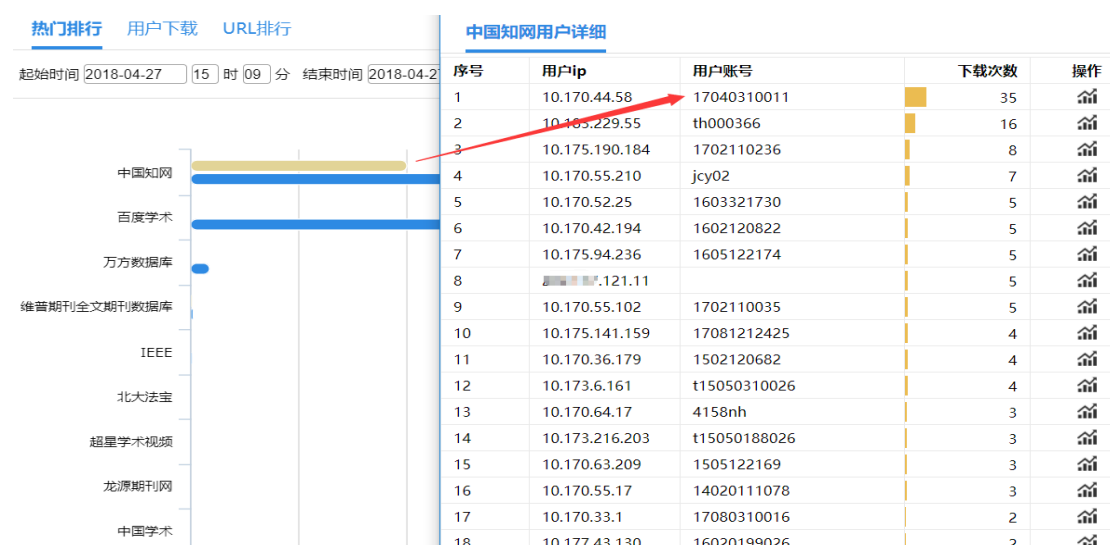 热门排行 用户下载 URL排行
起始时间 2018-04-27 15 时 09 分 结束时间 2018-04-27
中国知网
百度学术
万方数据库
维普期刊全文期刊数据库
IEEE
北大法宝
超星学术视频
龙源期刊网
中国学术
中国知网用户详细
序号 用户ip 用户账号 下载次数 操作
1 10.170.44.58 17040310011 35
2 10.185.229.55 th000366 16
3 10.175.190.184 1702110236 8
4 10.170.55.210 jcy02 7
5 10.170.52.25 1603321730 5
6 10.170.42.194 1602120822 5
7 10.175.94.236 1605122174 5
8 .121.11 5
9 10.170.55.102 1702110035 5
10 10.175.141.159 17081212425 4
11 10.170.36.179 1502120682 4
12 10.173.6.161 t15050310026 4
13 10.170.64.17 4158nh 3
14 10.173.216.203 t15050188026 3
15 10.170.63.209 1505122169 3
16 10.170.55.17 14020111078 3
17 10.170.33.1 17080310016 2
18 10.177.43.130 16020199026 2